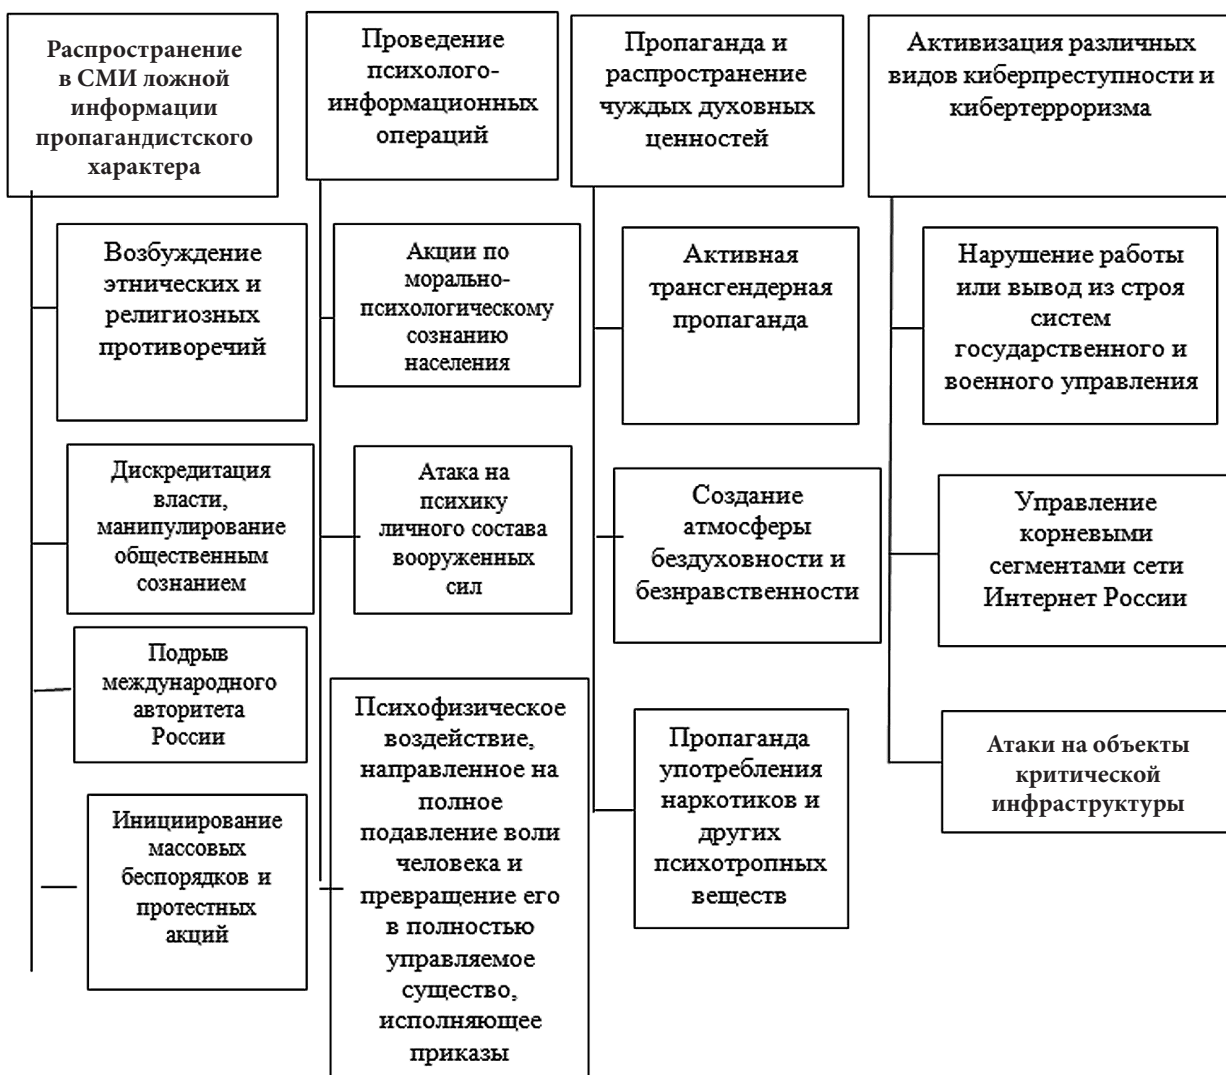 Распространение
в СМИ ложной
информации
пропагандистского
характера
Возбуждение
этнических и
религиозных
противоречий
Дискредитация
власти,
манипулирование
общественным
сознанием
Подрыв
международного
авторитета
России
Инициирование
массовых
беспорядков и
протестных
акций
Проведение
психолого-
информационных
операций
Акции по
морально-
психологическому
сознанию
населения
Атака на
психику
личного состава
вооруженных
сил
Психофизическое
воздействие,
направленное на
полное
подавление воли
человека и
превращение его
в полностью
управляемое
существо,
исполняющее
приказы
Пропаганда и
распространение
чуждых духовных
ценностей
Активная
трансгендерная
пропаганда
Создание
атмосферы
бездуховности и
безнравственности
Пропаганда
употребления
наркотиков и
других
психотропных
веществ
Активизация различных
видов киберпреступности и
кибертерроризма
Нарушение работы
или вывод из строя
систем
государственного и
военного управления
Управление
корневыми
сегментами сети
Интернет России
Атаки на объекты
критической
инфраструктуры